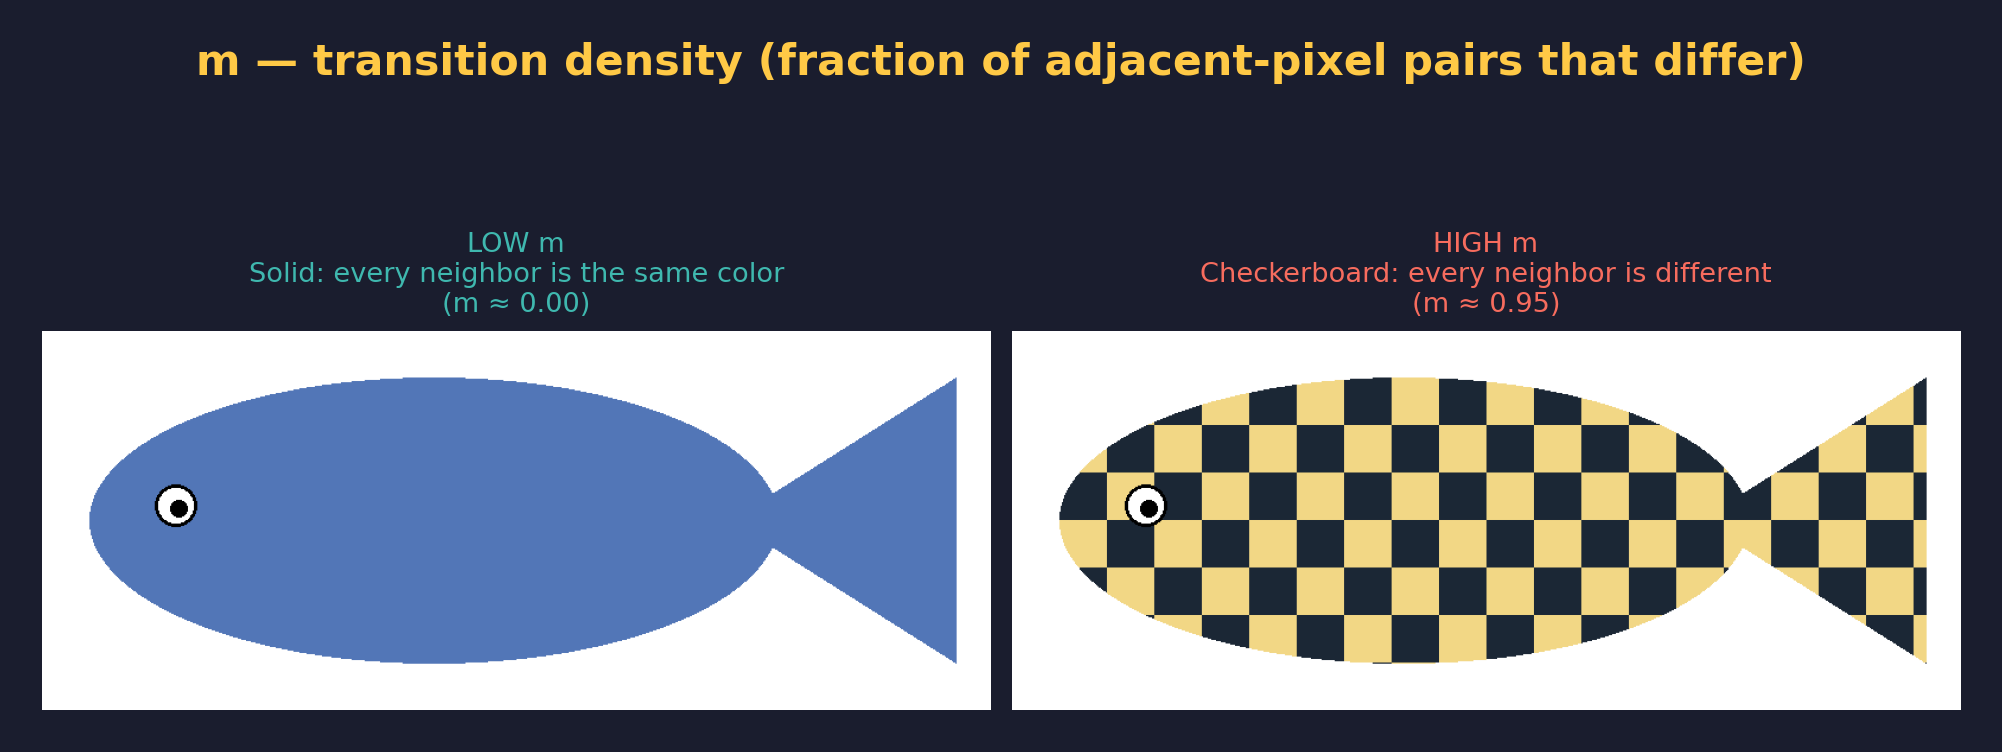 m — transition density (fraction of adjacent-pixel pairs that differ)
LOW m
Solid: every neighbor is the same color
(m ≈ 0.00)
HIGH m
Checkerboard: every neighbor is different
(m ≈ 0.95)